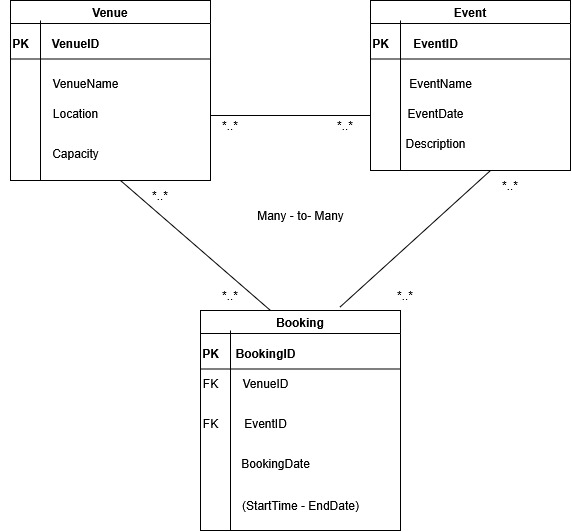 Venue
PK VenueID
VenueName
Location
Capacity
Event
PK EventID
EventName
EventDate
Description
*..* *..*
*..* *..*
Many - to- Many
*..* *..*
Booking
PK BookingID
FK VenueID
FK EventID
BookingDate
(StartTime - EndDate)